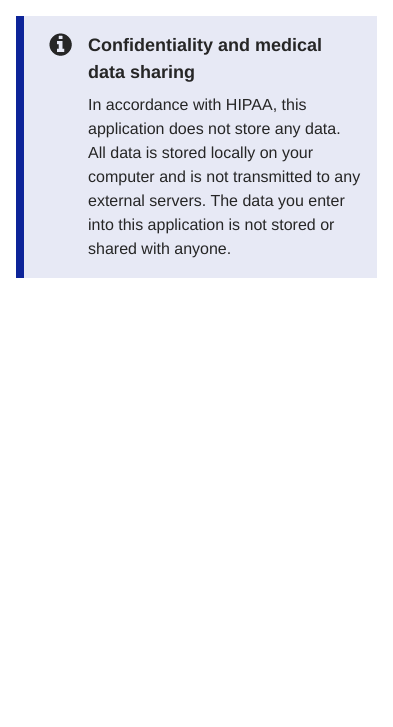 Confidentiality and medical
data sharing
In accordance with HIPAA, this
application does not store any data.
All data is stored locally on your
computer and is not transmitted to any
external servers. The data you enter
into this application is not stored or
shared with anyone.